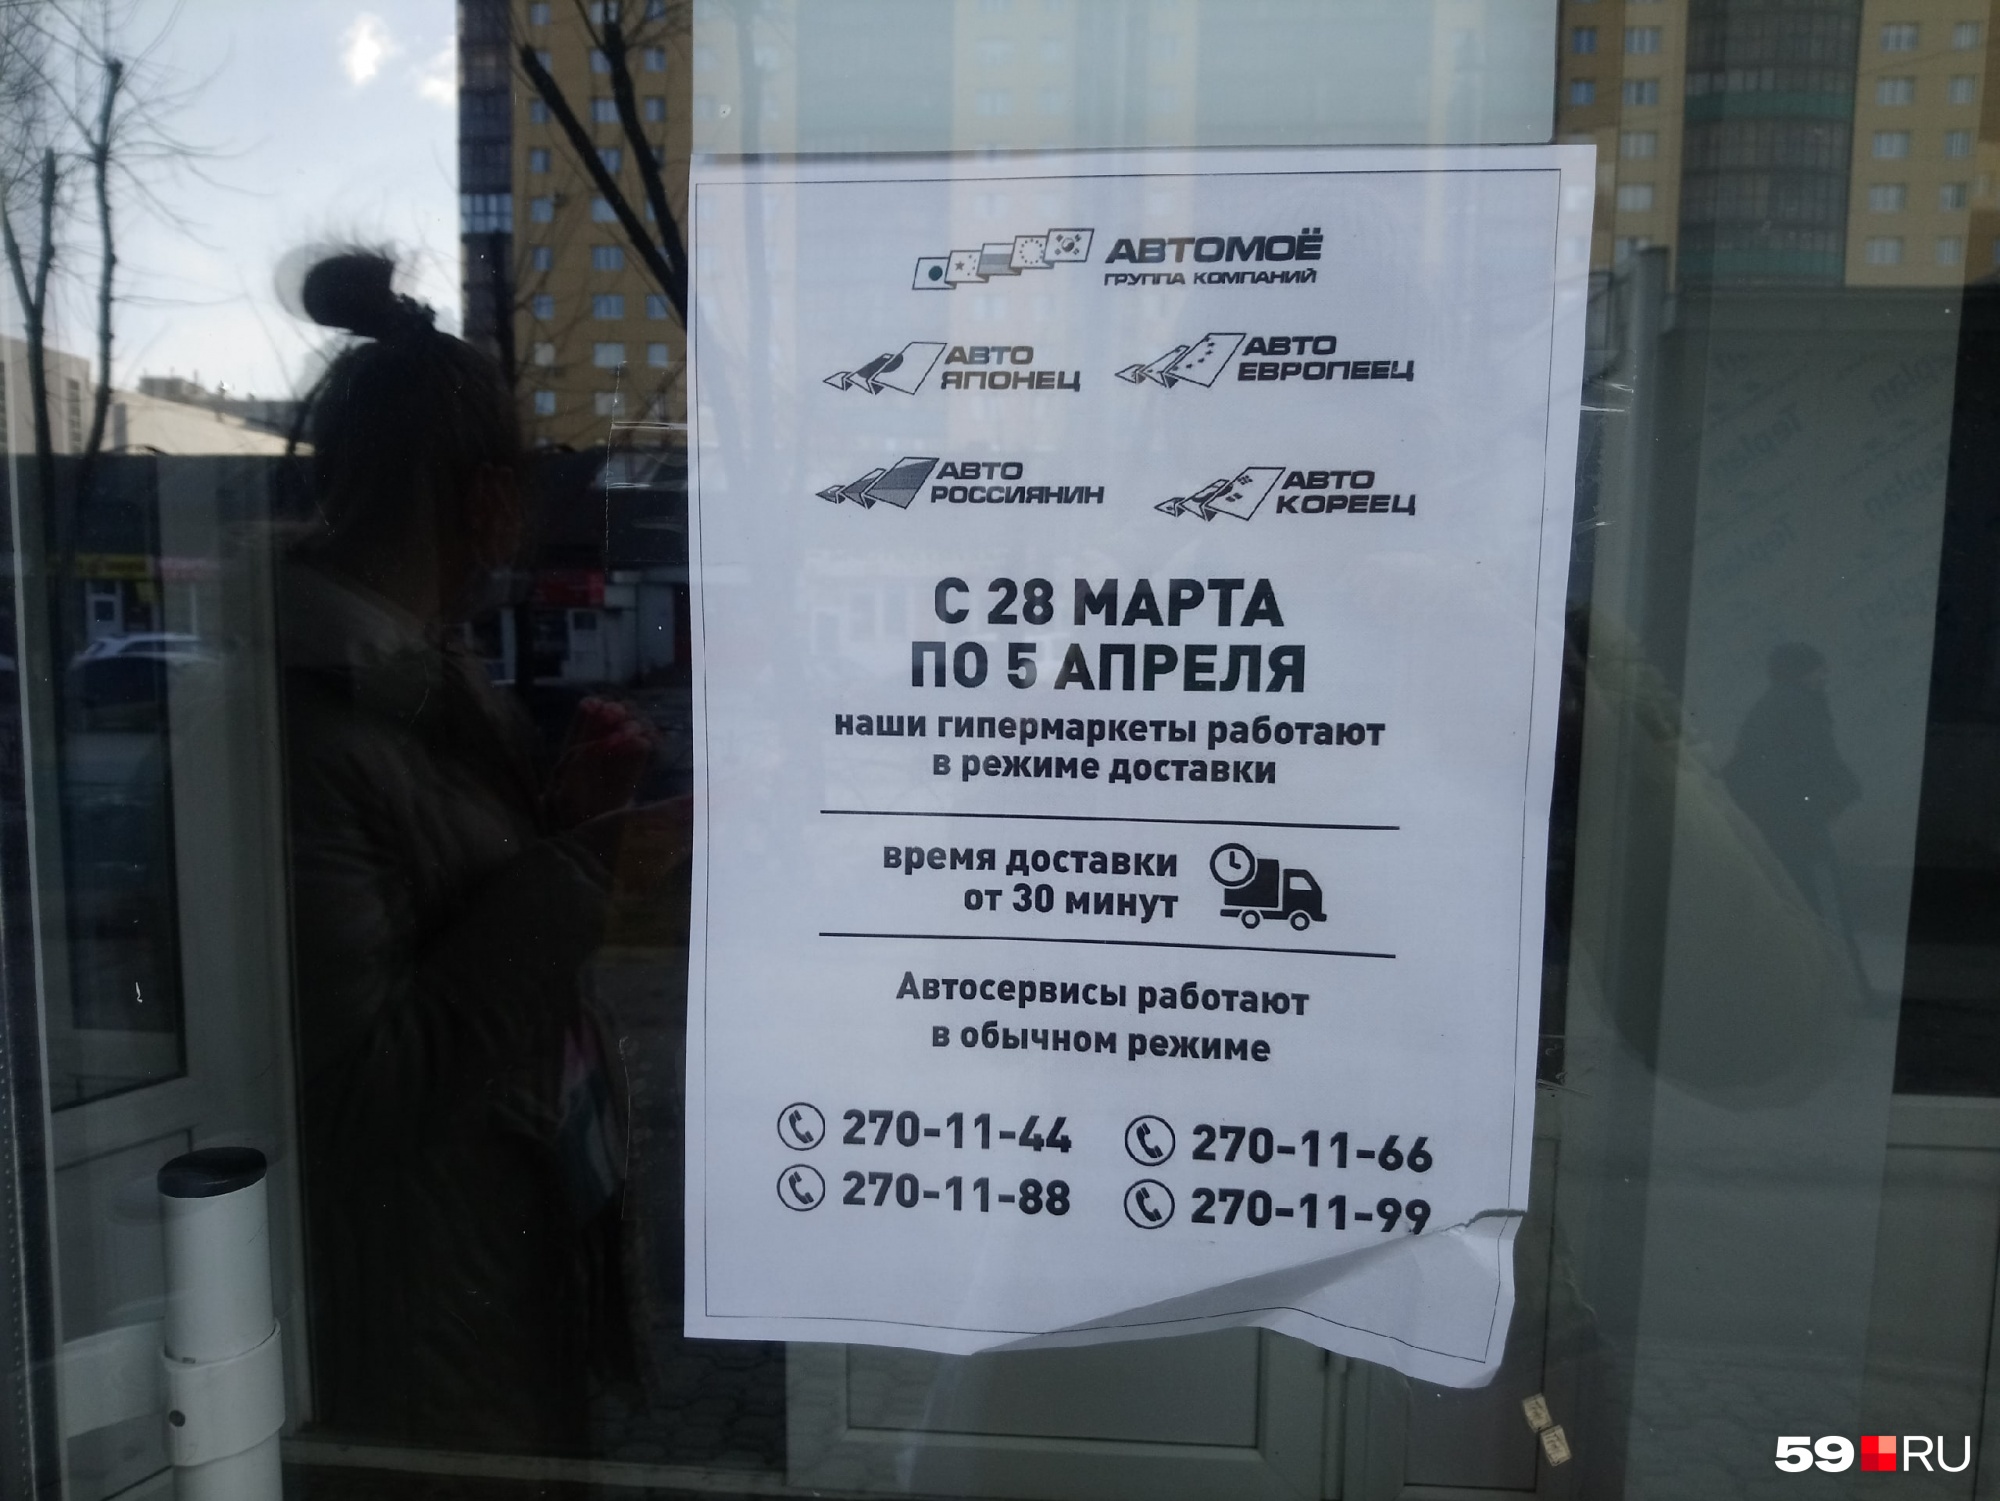 АВТОМОЁ
ГРУППА КОМПАНИЙ
АВТО
ЯПОНЕЦ
АВТО
ЕВРОПЕЕЦ
АВТО
РОССИЯНИН
АВТО
КОРЕЕЦ
С 28 МАРТА
ПО 5 АПРЕЛЯ
наши гипермаркеты работают
в режиме доставки
время доставки
от 30 минут
Автосервисы работают
в обычном режиме
270-11-44
270-11-66
270-11-88
270-11-99
59 RU